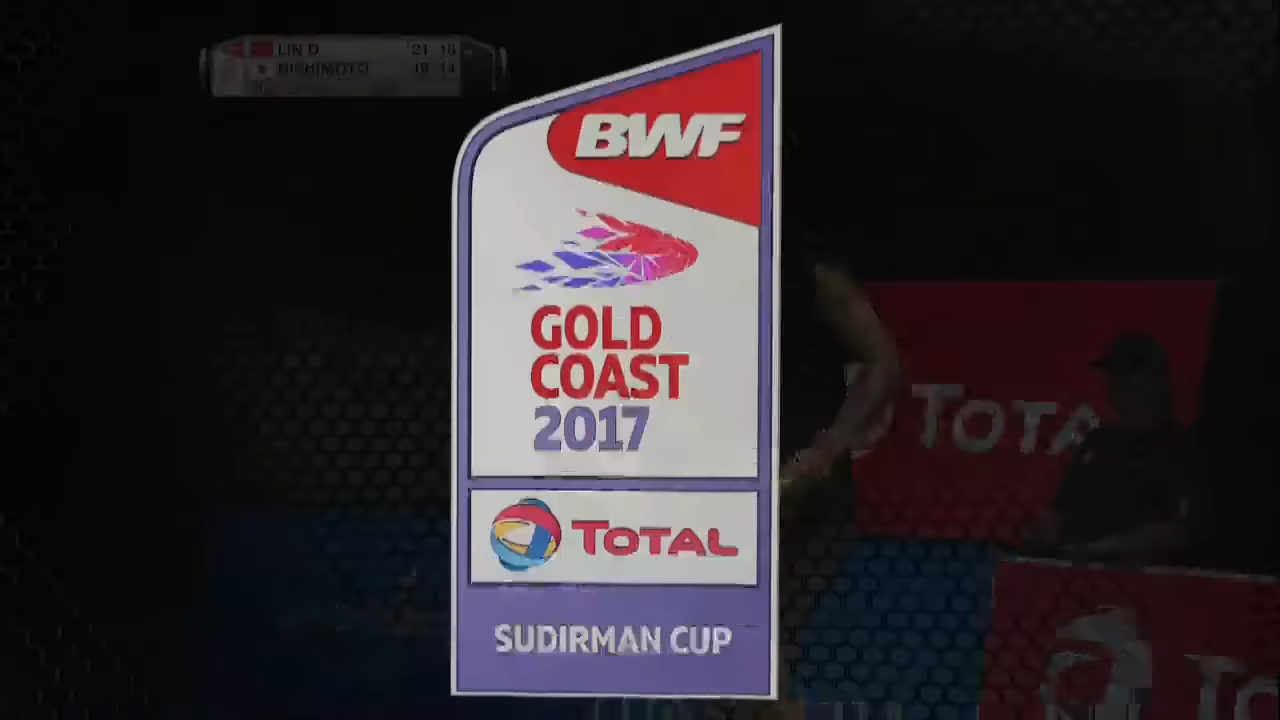 LIN D 21 18
NISHIMOTO 19 14
BWF
GOLD
COAST
2017
TOTAL
SUDIRMAN CUP
TOTA